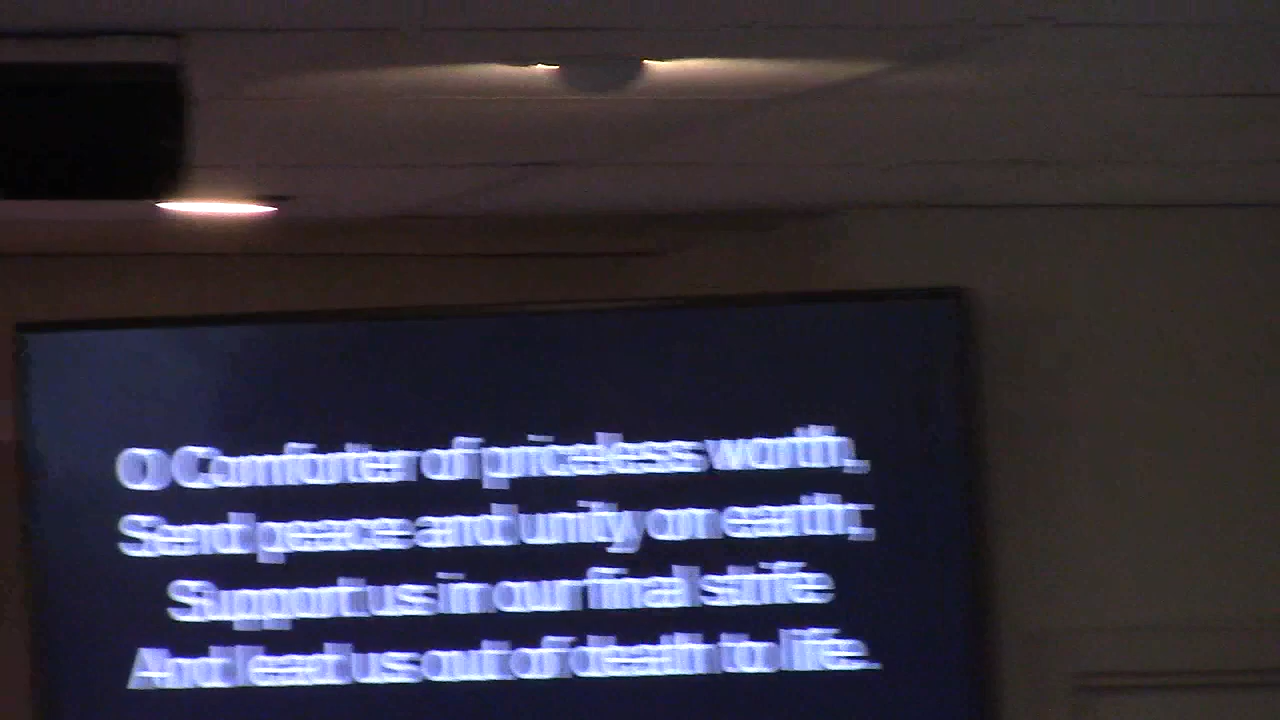 O Comforter of priceless worth,
Send peace and unity on earth;
Support us in our final strife
And lead us out of death to life.